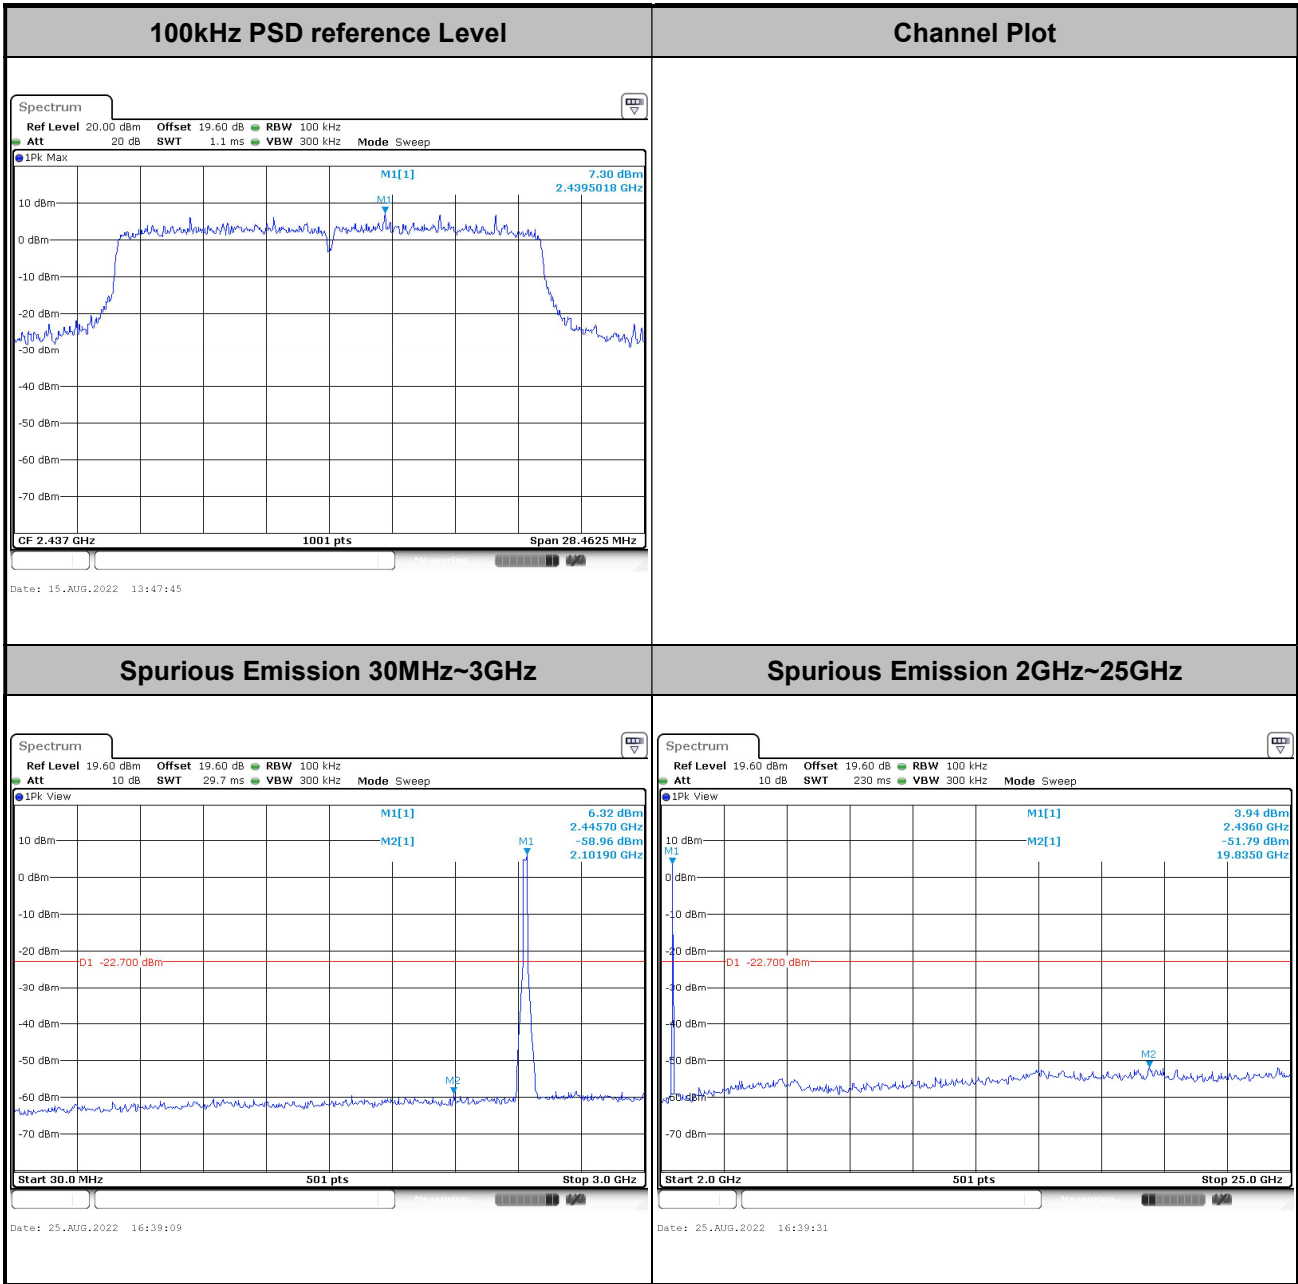 100kHz PSD reference Level
Channel Plot
Spectrum
Ref Level 20.00 dBm Offset 19.60 dB RBW 100 kHz
Att 20 dB SWT 1.1 ms VBW 300 kHz Mode Sweep
1Pk Max
M1[1] 7.30 dBm
2.4395018 GHz
M1
10 dBm
0 dBm
-10 dBm
-20 dBm
-30 dBm
-40 dBm
-50 dBm
-60 dBm
-70 dBm
CF 2.437 GHz 1001 pts Span 28.4625 MHz
Measuring...
Date: 15.AUG.2022 13:47:45
Spurious Emission 30MHz~3GHz
Spurious Emission 2GHz~25GHz
Spectrum
Ref Level 19.60 dBm Offset 19.60 dB RBW 100 kHz
Att 10 dB SWT 29.7 ms VBW 300 kHz Mode Sweep
1Pk View
M1[1] 6.32 dBm
2.44570 GHz
M2[1] -58.96 dBm
2.10190 GHz
M1
10 dBm
0 dBm
-10 dBm
-20 dBm
D1 -22.700 dBm
-30 dBm
-40 dBm
-50 dBm
M2
-60 dBm
-70 dBm
Start 30.0 MHz 501 pts Stop 3.0 GHz
Measuring...
Date: 25.AUG.2022 16:39:09
Spectrum
Ref Level 19.60 dBm Offset 19.60 dB RBW 100 kHz
Att 10 dB SWT 230 ms VBW 300 kHz Mode Sweep
1Pk View
M1[1] 3.94 dBm
2.4360 GHz
M2[1] -51.79 dBm
19.8350 GHz
10 dBm
M1
0 dBm
-10 dBm
-20 dBm
D1 -22.700 dBm
-30 dBm
-40 dBm
-50 dBm
M2
-60 dBm
-70 dBm
Start 2.0 GHz 501 pts Stop 25.0 GHz
Measuring...
Date: 25.AUG.2022 16:39:31